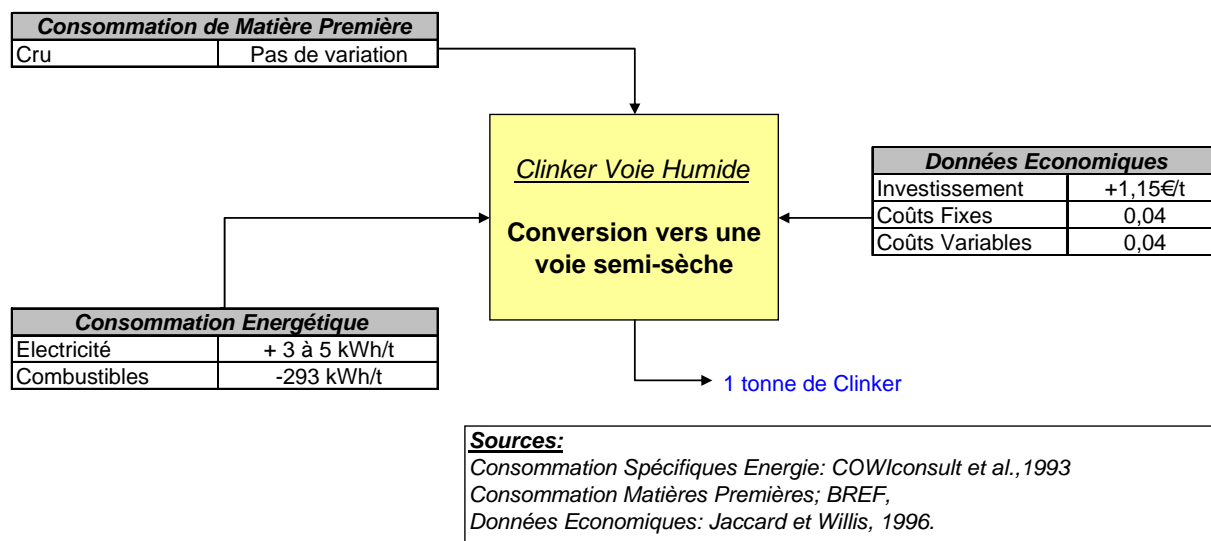 Consommation de Matière Première
Cru Pas de variation
Clinker Voie Humide
Conversion vers une
voie semi-sèche
Données Economiques
Investissement +1,15€/t
Coûts Fixes 0,04
Coûts Variables 0,04
Consommation Energétique
Electricité + 3 à 5 kWh/t
Combustibles -293 kWh/t
1 tonne de Clinker
Sources:
Consommation Spécifiques Energie: COWIconsult et al.,1993
Consommation Matières Premières; BREF,
Données Economiques: Jaccard et Willis, 1996.